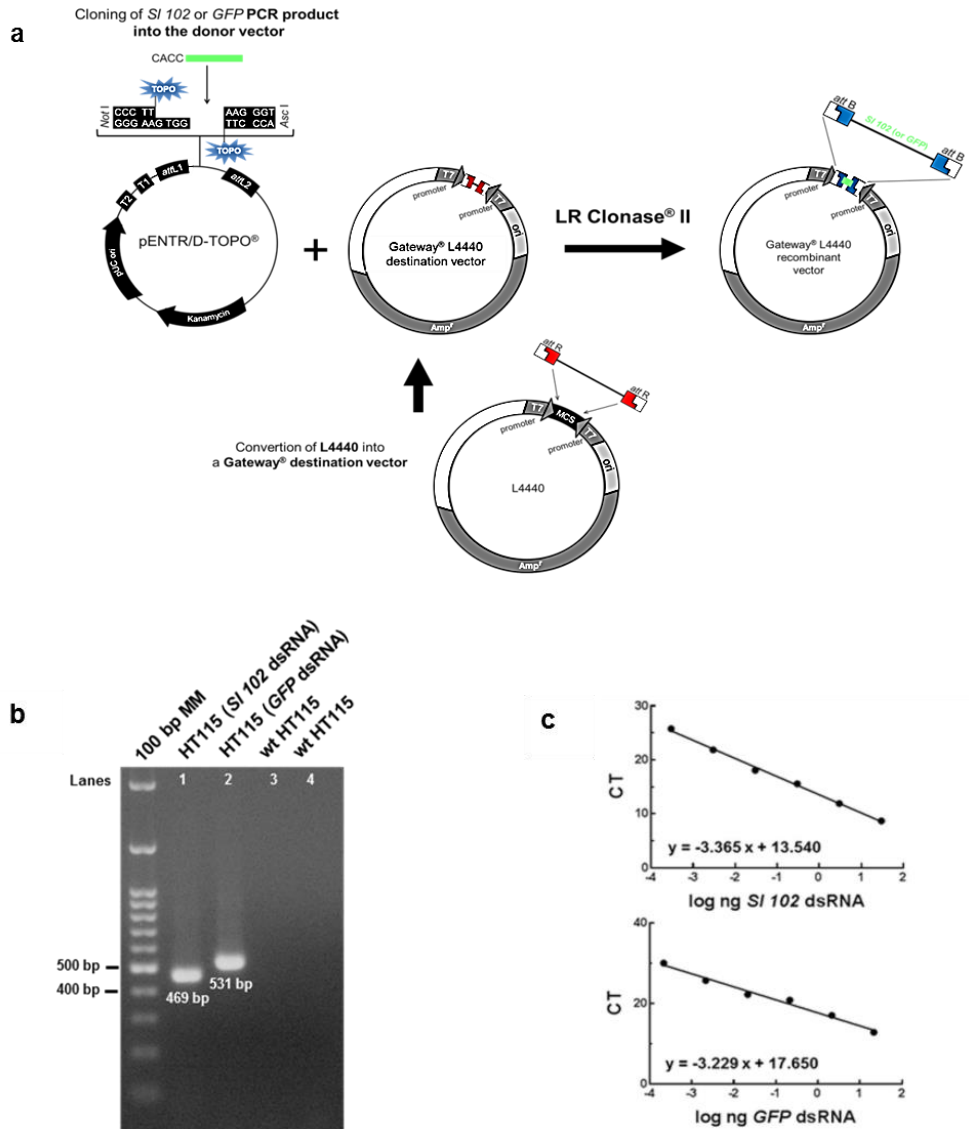 a
Cloning of Sl 102 or GFP PCR product
into the donor vector
CACC
TOPO
Not I
CCC TT
GGG AAG TGG
AAG GGT
TTC CCA
Asc I
TOPO
T2
T1
attL1
attL2
pENTR/D-TOPO®
pUC ori
Kanamycin
+
T7
promoter
promoter
T7
ori
Gateway® L4440
destination vector
Ampr
LR Clonase® II
att B
Sl 102 (or GFP)
att B
T7
promoter
promoter
T7
ori
Gateway® L4440
recombinant
vector
Ampr
Convertion of L4440 into
a Gateway® destination vector
att R
att R
T7
MCS
promoter
promoter
T7
ori
L4440
Ampr
b
100 bp MM
HT115 (Sl 102 dsRNA)
HT115 (GFP dsRNA)
wt HT115
wt HT115
Lanes 1 2 3 4
500 bp
400 bp
469 bp
531 bp
c
30
20
10
0
CT
y = -3.365 x + 13.540
-4 -3 -2 -1 0 1 2
log ng Sl 102 dsRNA
40
20
0
CT
y = -3.229 x + 17.650
-4 -3 -2 -1 0 1 2
log ng GFP dsRNA